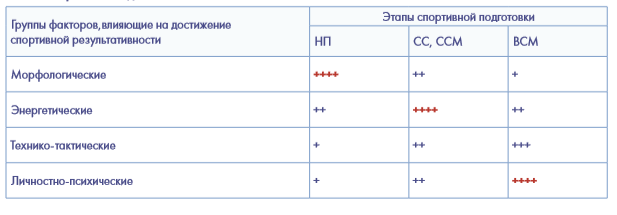 Группы факторов,влияющие на достижение
спортивной результативности
Этапы спортивной подготовки
НП СС, ССМ ВСМ
Морфологические ++++ ++ +
Энергетические ++ ++++ ++
Технико-тактические + ++ +++
Личностно-психические + ++ ++++